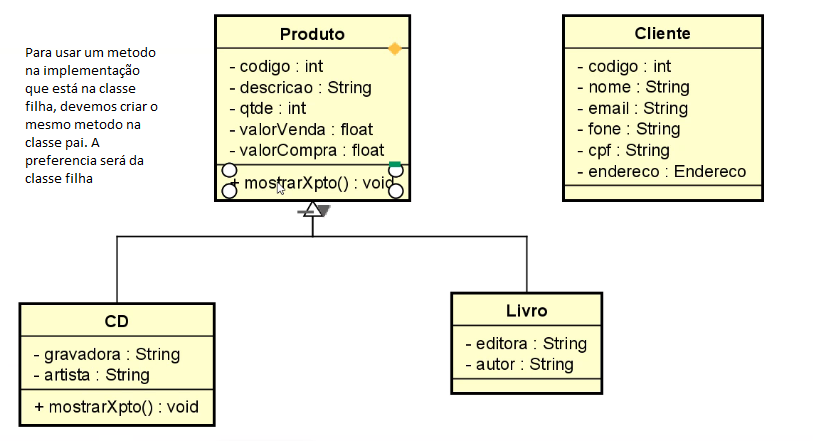 Para usar um metodo
na implementação
que está na classe
filha, devemos criar o
mesmo metodo na
classe pai. A
preferencia será da
classe filha
Produto
- codigo : int
- descricao : String
- qtde : int
- valorVenda : float
- valorCompra : float
+ mostrarXpto() : void
Cliente
- codigo : int
- nome : String
- email : String
- fone : String
- cpf : String
- endereco : Endereco
CD
- gravadora : String
- artista : String
+ mostrarXpto() : void
Livro
- editora : String
- autor : String